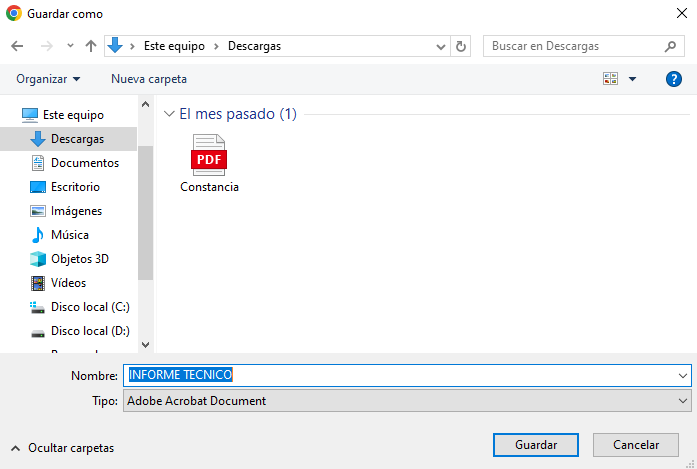 Guardar como
Este equipo > Descargas
Buscar en Descargas
Organizar
Nueva carpeta
?
Este equipo
Descargas
Documentos
Escritorio
Imágenes
Música
Objetos 3D
Vídeos
Disco local (C:)
Disco local (D:)
El mes pasado (1)
PDF
Constancia
Nombre: INFORME TECNICO
Tipo: Adobe Acrobat Document
Ocultar carpetas
Guardar
Cancelar